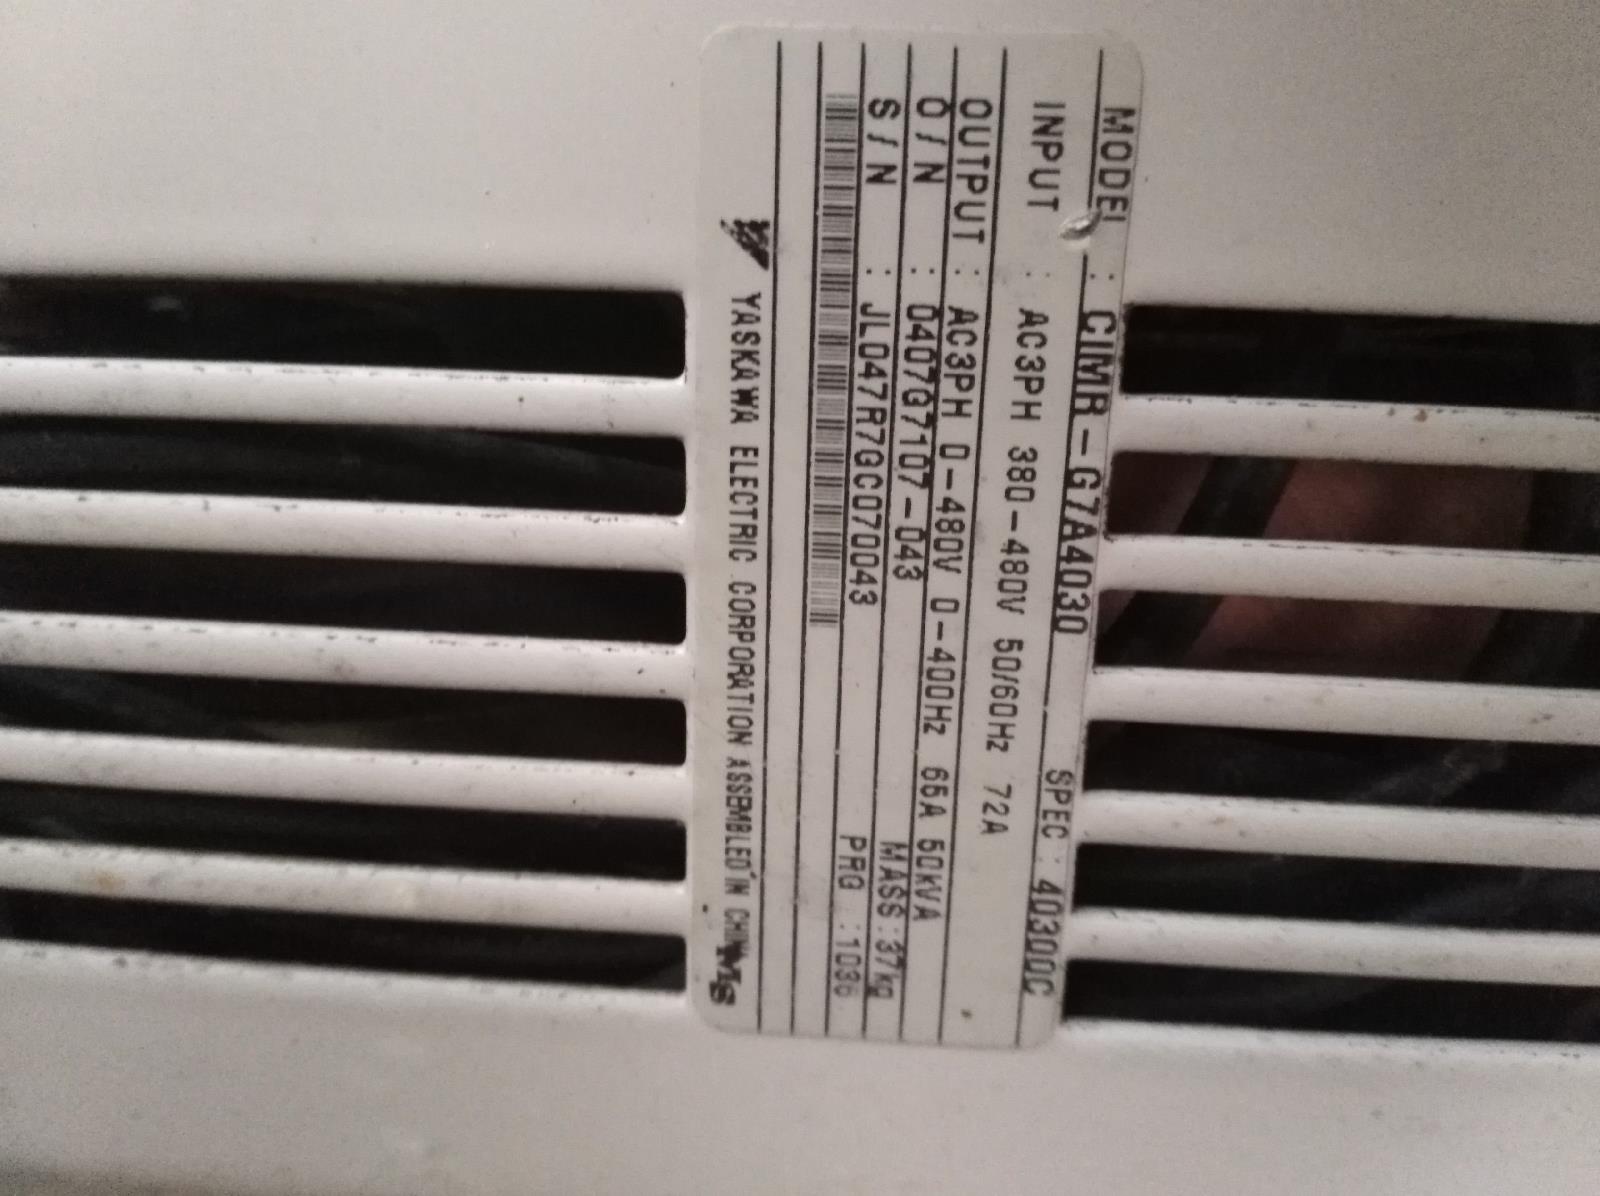 MODEL : CIMR-G7A4030 SPEC : 40300C
INPUT : AC3PH 380-480V 50/60Hz 72A
OUTPUT : AC3PH 0-480V 0-400Hz 65A 50kVA
O/N : 0407G7107-043 MASS : 37kg
S/N : JL047R7GC070043 PRG : 1036
YASKAWA ELECTRIC CORPORATION ASSEMBLED IN CHINA MS